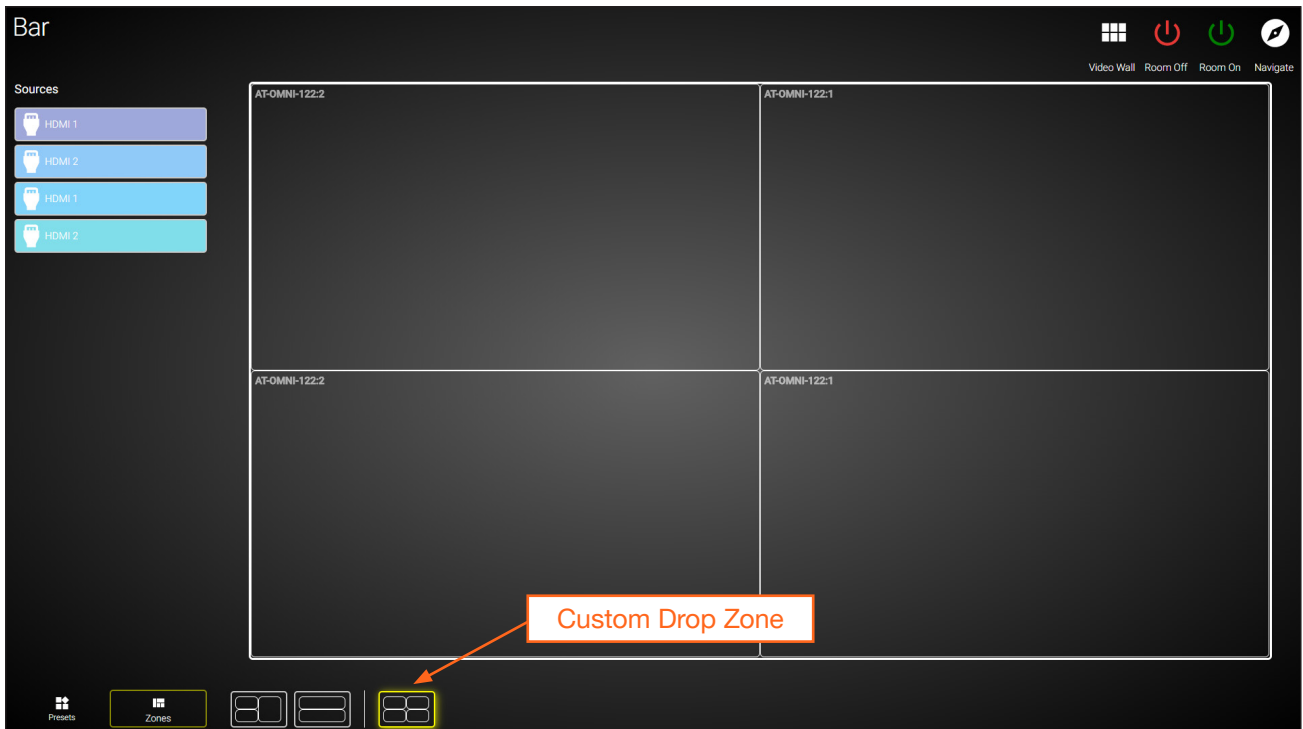 Bar
Video Wall Room Off Room On Navigate
Sources
HDMI 1
HDMI 2
HDMI 1
HDMI 2
AT-OMNI-122:2
AT-OMNI-122:1
AT-OMNI-122:2
AT-OMNI-122:1
Custom Drop Zone
Presets
Zones